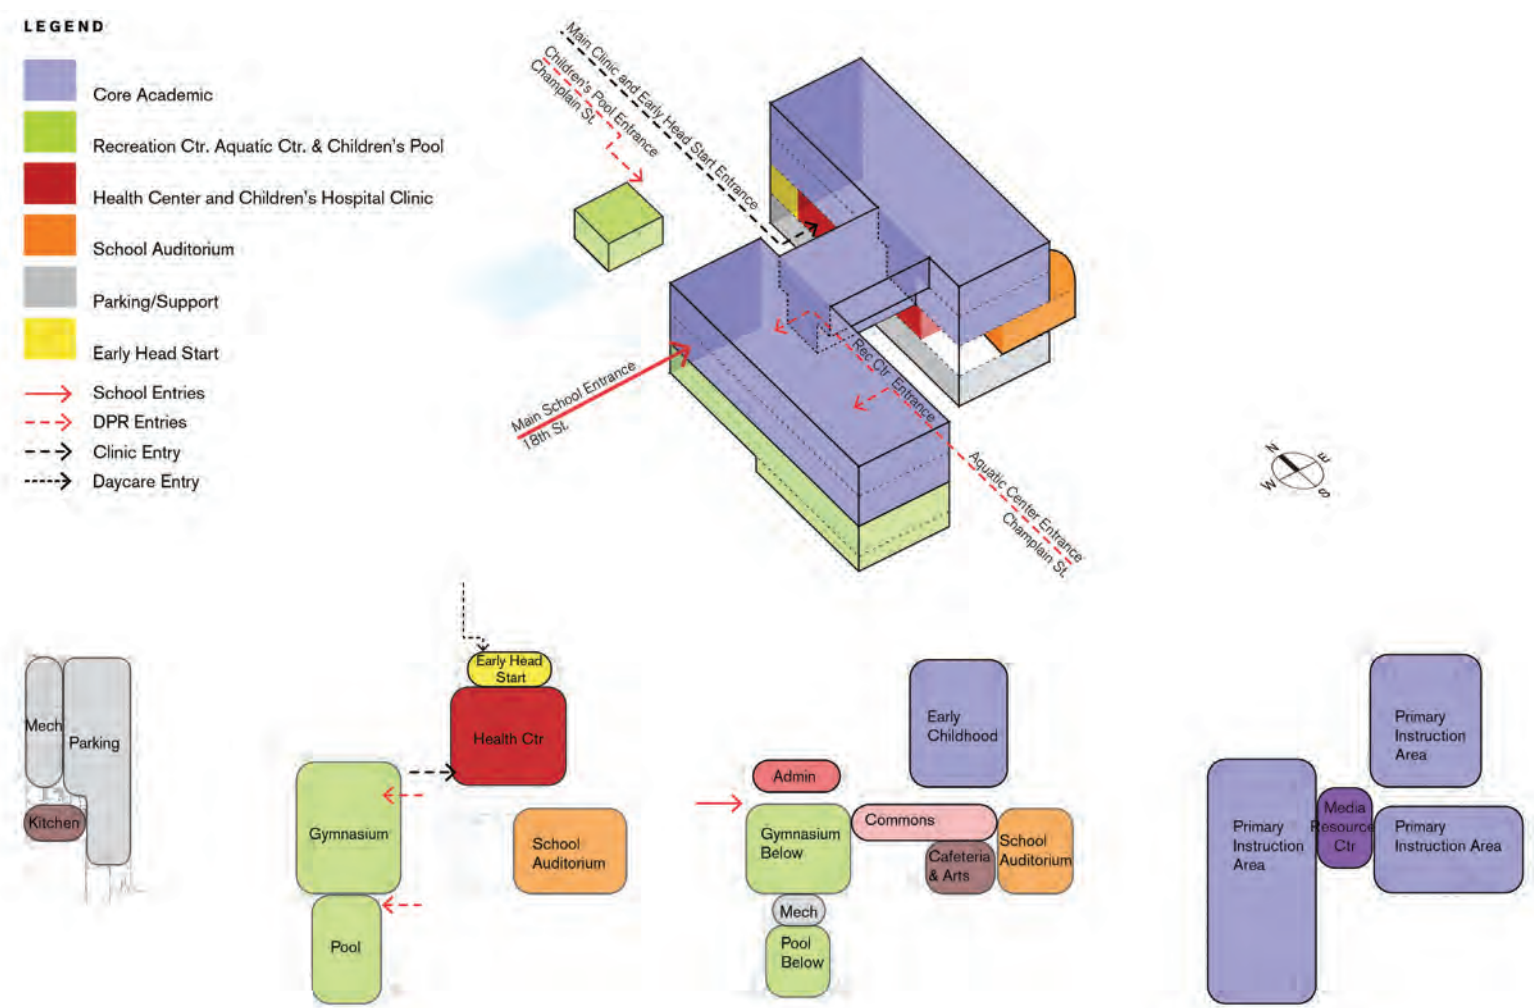 LEGEND
Core Academic
Recreation Ctr. Aquatic Ctr. & Children's Pool
Health Center and Children's Hospital Clinic
School Auditorium
Parking/Support
Early Head Start
School Entries
DPR Entries
Clinic Entry
Daycare Entry
Main Clinic and Early Head Start Entrance
Children's Pool Entrance
Champlain St.
Main School Entrance
18th St.
Rec Ctr. Entrance
Aquatic Center Entrance
Champlain St.
N
E
W
S
Mech
Parking
Kitchen
Early Head
Start
Health Ctr
Gymnasium
School
Auditorium
Pool
Early
Childhood
Admin
Commons
Gymnasium
Below
Cafeteria
& Arts
School
Auditorium
Mech
Pool
Below
Primary
Instruction
Area
Media
Resource
Ctr
Primary
Instruction
Area
Primary
Instruction Area